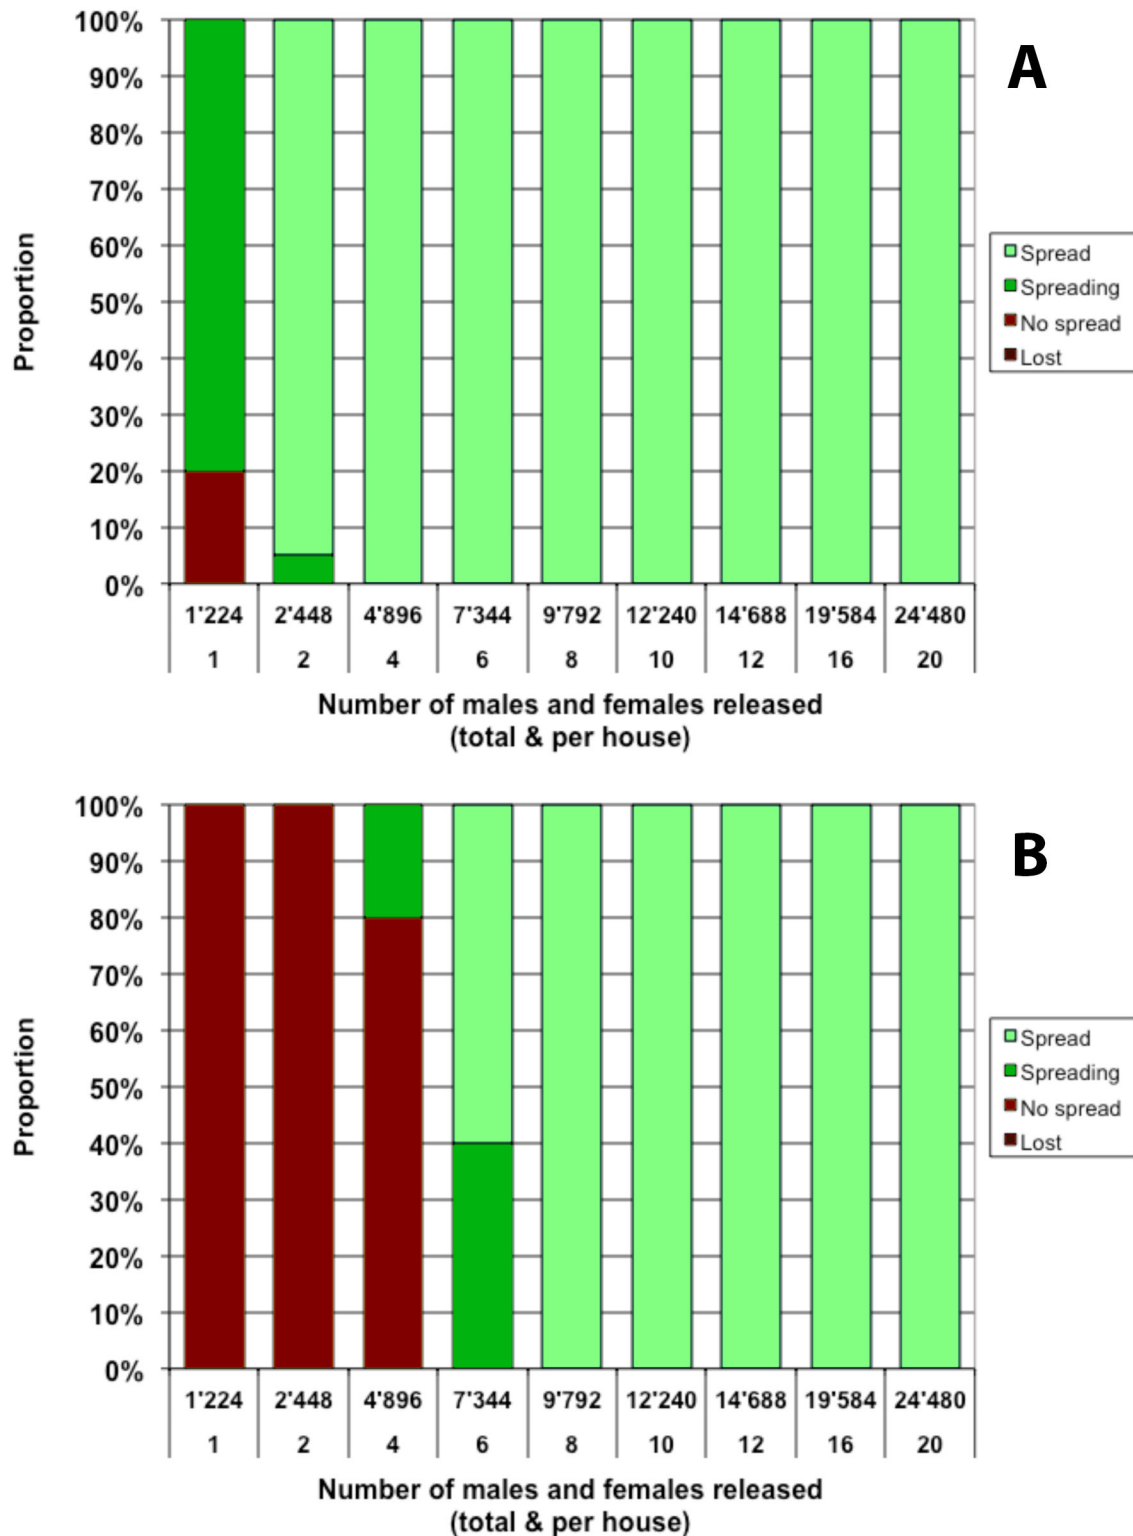 A
100%
90%
80%
70%
60%
50%
40%
30%
20%
10%
0%
Proportion
Spread
Spreading
No spread
Lost
1'224 2'448 4'896 7'344 9'792 12'240 14'688 19'584 24'480
1 2 4 6 8 10 12 16 20
Number of males and females released
(total & per house)
B
100%
90%
80%
70%
60%
50%
40%
30%
20%
10%
0%
Proportion
Spread
Spreading
No spread
Lost
1'224 2'448 4'896 7'344 9'792 12'240 14'688 19'584 24'480
1 2 4 6 8 10 12 16 20
Number of males and females released
(total & per house)